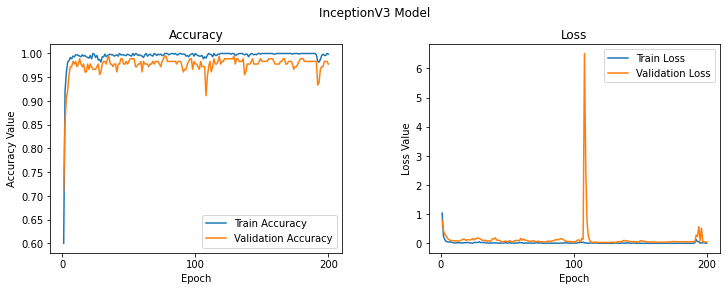 InceptionV3 Model
Accuracy
Accuracy Value
1.00
0.95
0.90
0.85
0.80
0.75
0.70
0.65
0.60
0
100
200
Epoch
Train Accuracy
Validation Accuracy
Loss
Loss Value
6
5
4
3
2
1
0
0
100
200
Epoch
Train Loss
Validation Loss